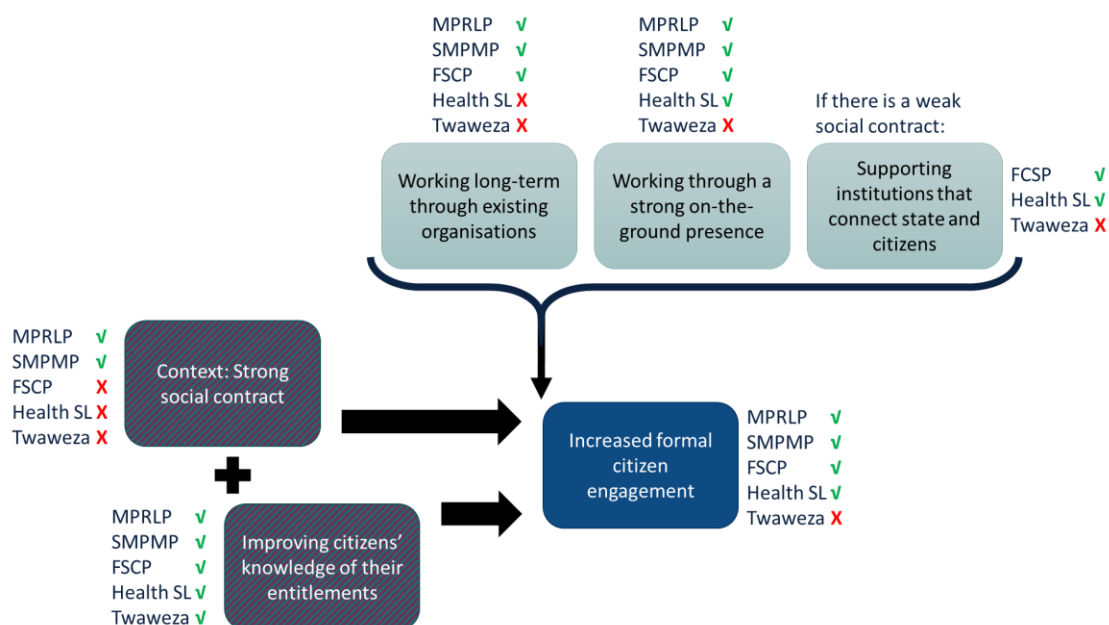 MPRLP √
SMPMP √
FSCP √
Health SL X
Twaweza X
MPRLP √
SMPMP √
FSCP √
Health SL √
Twaweza X
If there is a weak
social contract:
Working long-term
through existing
organisations
Working through a
strong on-the-
ground presence
Supporting
institutions that
connect state and
citizens
FCSP √
Health SL √
Twaweza X
MPRLP √
SMPMP √
FSCP X
Health SL X
Twaweza X
Context: Strong
social contract
MPRLP √
SMPMP √
FSCP √
Health SL √
Twaweza √
Improving citizens’
knowledge of their
entitlements
Increased formal
citizen
engagement
MPRLP √
SMPMP √
FSCP √
Health SL √
Twaweza X